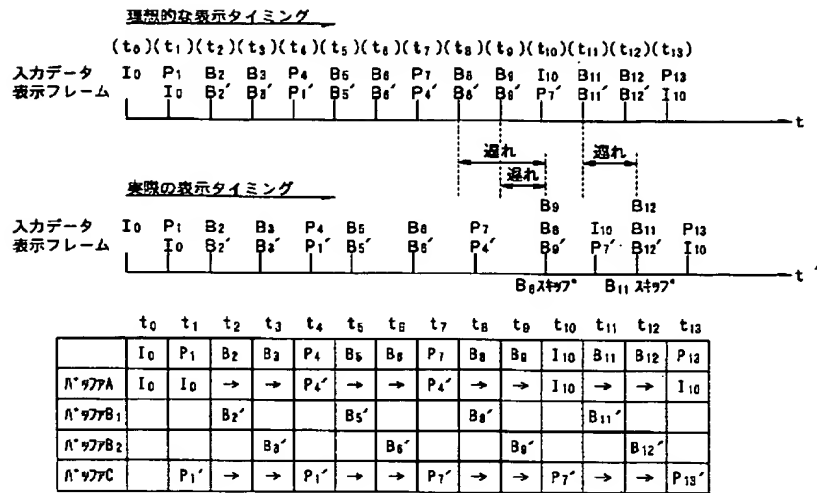 理想的な表示タイミング
(t0)(t1)(t2)(t3)(t4)(t5)(t6)(t7)(t8)(t9)(t10)(t11)(t12)(t13)
入力データ I0 P1 B2 B3 P4 B5 B6 P7 B8 B9 I10 B11 B12 P13
表示フレーム I0 B2′ B3′ P1′ B5′ B6′ P4′ B8′ B9′ P7′ B11′ B12′ I10
t
遅れ 遅れ
遅れ
実際の表示タイミング
B9 B12
入力データ I0 P1 B2 B3 P4 B5 B6 P7 B8 I10 B11 P13
表示フレーム I0 B2′ B3′ P1′ B5′ B6′ P4′ B9′ P7′ B12′ I10
t′
B8スキップ B11スキップ
t0 t1 t2 t3 t4 t5 t6 t7 t8 t9 t10 t11 t12 t13
I0 P1 B2 B3 P4 B5 B6 P7 B8 B9 I10 B11 B12 P13
バッファA I0 I0 → → P4′ → → P4′ → → I10 → → I10
バッファB1 B2′ B5′ B8′ B11′
バッファB2 B3′ B6′ B9′ B12′
バッファC P1′ → → P1′ → → P7′ → → P7′ → → P13′